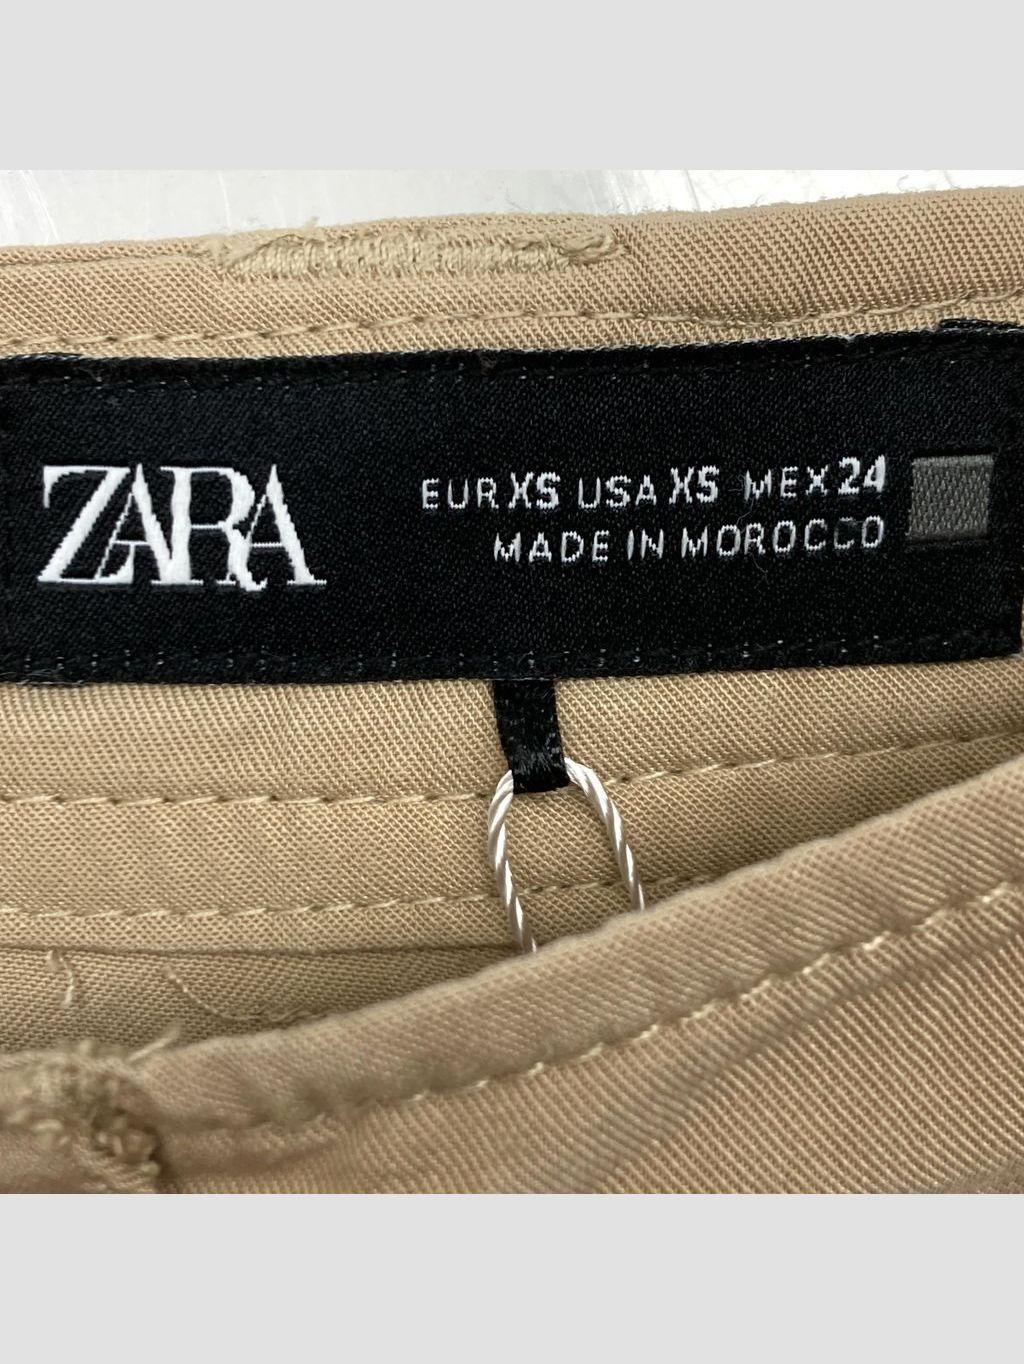 ZARA
EUR XS USA XS MEX 24
MADE IN MOROCCO